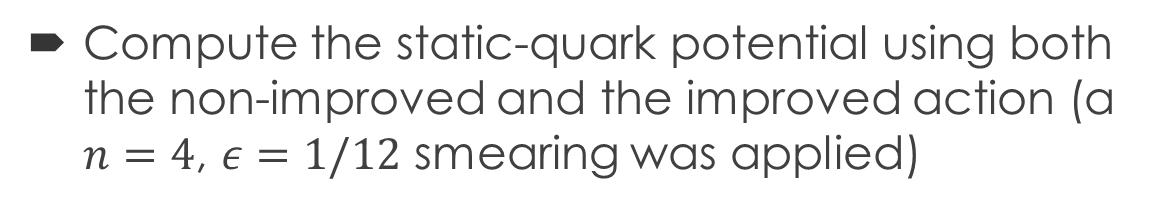 Compute the static-quark potential using both
the non-improved and the improved action (a
n = 4, ϵ = 1/12 smearing was applied)